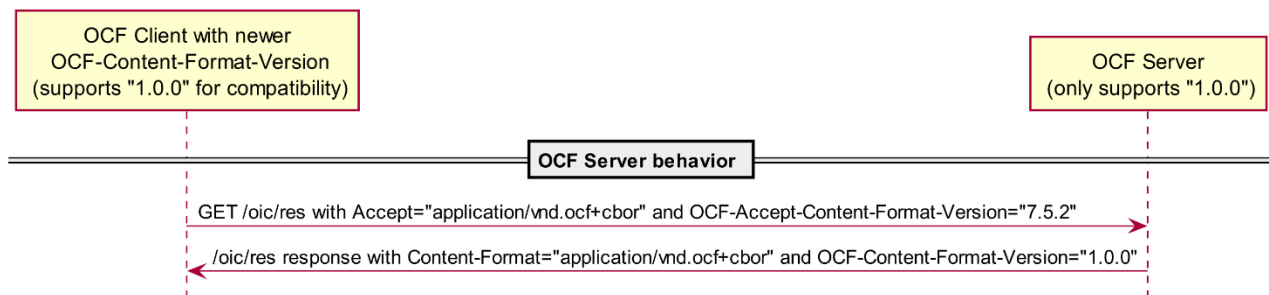 OCF Client with newer
OCF-Content-Format-Version
(supports "1.0.0" for compatibility)
OCF Server
(only supports "1.0.0")
OCF Server behavior
GET /oic/res with Accept="application/vnd.ocf+cbor" and OCF-Accept-Content-Format-Version="7.5.2"
/oic/res response with Content-Format="application/vnd.ocf+cbor" and OCF-Content-Format-Version="1.0.0"